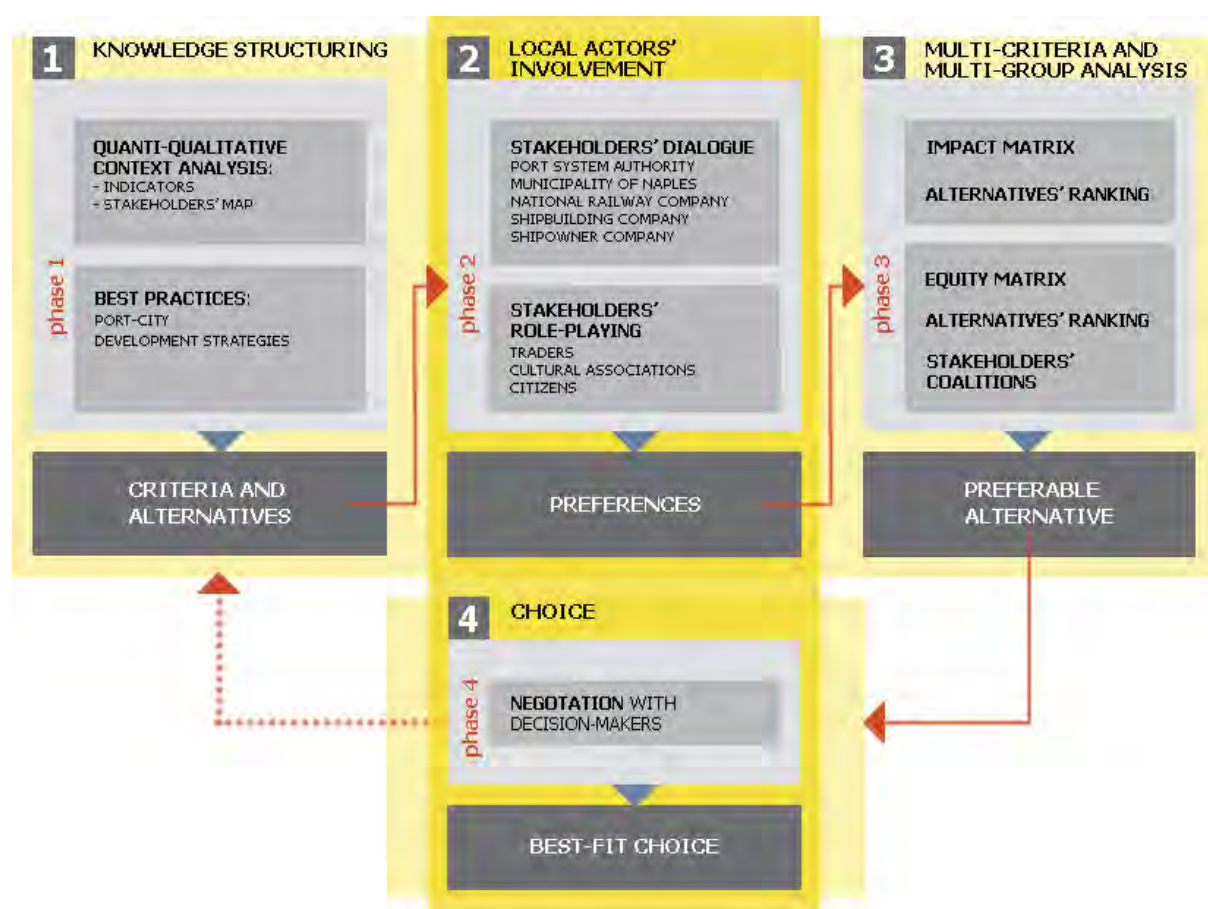 1 KNOWLEDGE STRUCTURING
QUANTI-QUALITATIVE
CONTEXT ANALYSIS:
- INDICATORS
- STAKEHOLDERS' MAP
BEST PRACTICES:
PORT-CITY
DEVELOPMENT STRATEGIES
phase 1
CRITERIA AND
ALTERNATIVES
2 LOCAL ACTORS'
INVOLVEMENT
STAKEHOLDERS' DIALOGUE
PORT SYSTEM AUTHORITY
MUNICIPALITY OF NAPLES
NATIONAL RAILWAY COMPANY
SHIPBUILDING COMPANY
SHIPOWNER COMPANY
STAKEHOLDERS'
ROLE-PLAYING
TRADERS
CULTURAL ASSOCIATIONS
CITIZENS
phase 2
PREFERENCES
3 MULTI-CRITERIA AND
MULTI-GROUP ANALYSIS
IMPACT MATRIX
ALTERNATIVES' RANKING
EQUITY MATRIX
ALTERNATIVES' RANKING
STAKEHOLDERS'
COALITIONS
phase 3
PREFERABLE
ALTERNATIVE
4 CHOICE
NEGOTATION WITH
DECISION-MAKERS
phase 4
BEST-FIT CHOICE